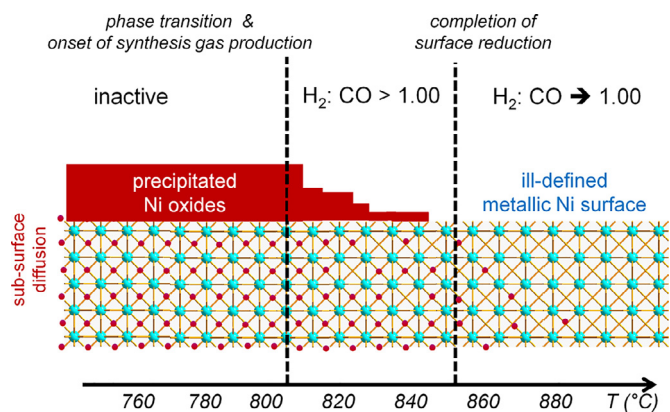 phase transition &
onset of synthesis gas production
completion of
surface reduction
inactive
H₂: CO > 1.00
H₂: CO ➔ 1.00
precipitated
Ni oxides
ill-defined
metallic Ni surface
sub-surface
diffusion
760 780 800 820 840 860 880 T (°C)